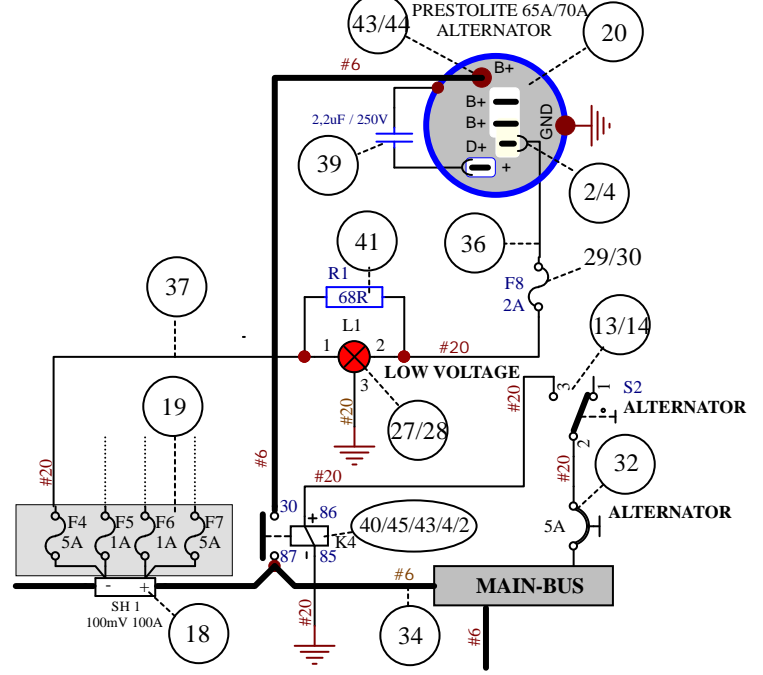 43/44
PRESTOLITE 65A/70A
ALTERNATOR
20
#6
B+
B+
B+
GND
2,2uF / 250V
D+
39
+
2/4
36
41
29/30
R1
37
68R
F8
2A
13/14
L1
1
2
#20
3
1
S2
LOW VOLTAGE
3
#20
ALTERNATOR
19
#20
27/28
2
#20
#6
#20
#20
32
30
86
+
F4
F5
F6
F7
5A
1A
1A
5A
40/45/43/4/2
5A
ALTERNATOR
K4
87
-
85
-
+
#6
MAIN-BUS
SH 1
100mV 100A
18
#20
34
#6